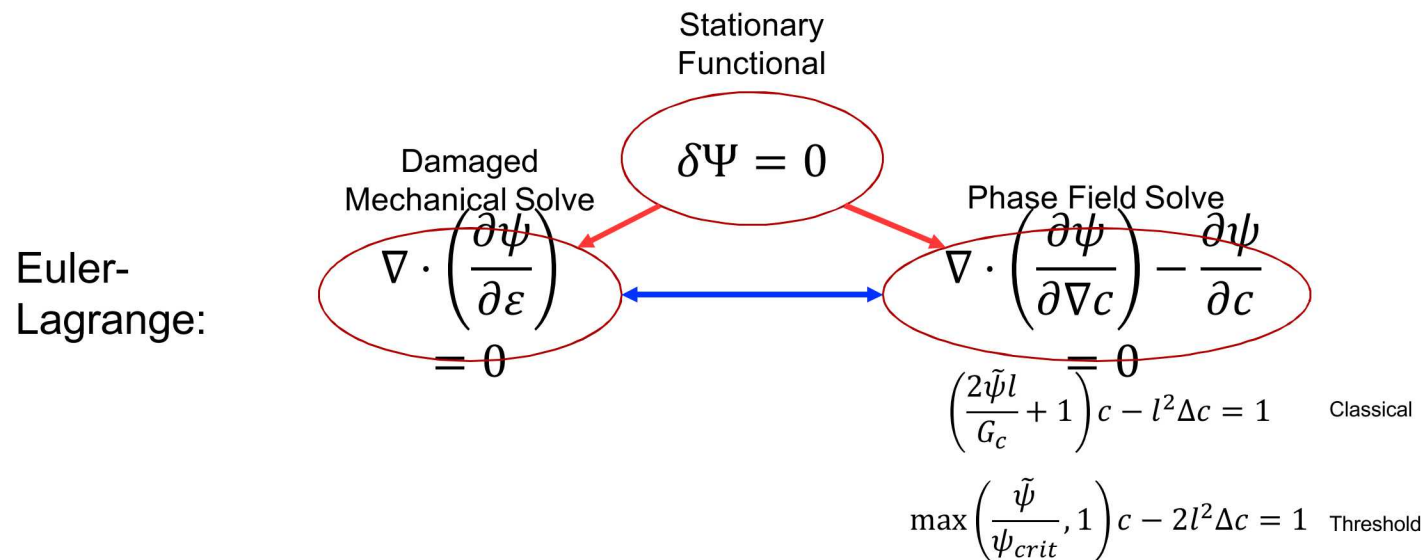 Stationary
Functional
δΨ = 0
Damaged
Mechanical Solve
Phase Field Solve
Euler-
Lagrange:
∇ · (∂ψ/∂ε)
= 0
∇ · (∂ψ/∂∇c) − ∂ψ/∂c
= 0
(2ψ̃l/G_c + 1) c − l²Δc = 1 Classical
max (ψ̃/ψ_crit, 1) c − 2l²Δc = 1 Threshold